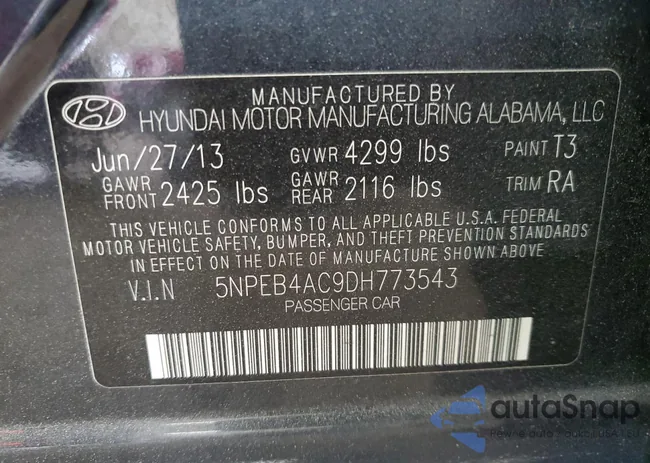 MANUFACTURED BY
HYUNDAI MOTOR MANUFACTURING ALABAMA, LLC
Jun/27/13 GVWR 4299 lbs PAINT T3
GAWR FRONT 2425 lbs GAWR REAR 2116 lbs TRIM RA
THIS VEHICLE CONFORMS TO ALL APPLICABLE U.S.A. FEDERAL
MOTOR VEHICLE SAFETY, BUMPER, AND THEFT PREVENTION STANDARDS
IN EFFECT ON THE DATE OF MANUFACTURE SHOWN ABOVE
V.I.N 5NPEB4AC9DH773543
PASSENGER CAR
autaSnap